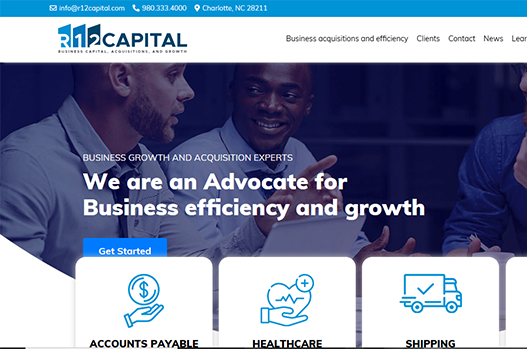 info@r12capital.com 980.333.4000 Charlotte, NC 28211
R12CAPITAL
BUSINESS CAPITAL, ACQUISITIONS, AND GROWTH
Business acquisitions and efficiency Clients Contact News Lear
BUSINESS GROWTH AND ACQUISITION EXPERTS
We are an Advocate for
Business efficiency and growth
Get Started
ACCOUNTS PAYABLE HEALTHCARE SHIPPING